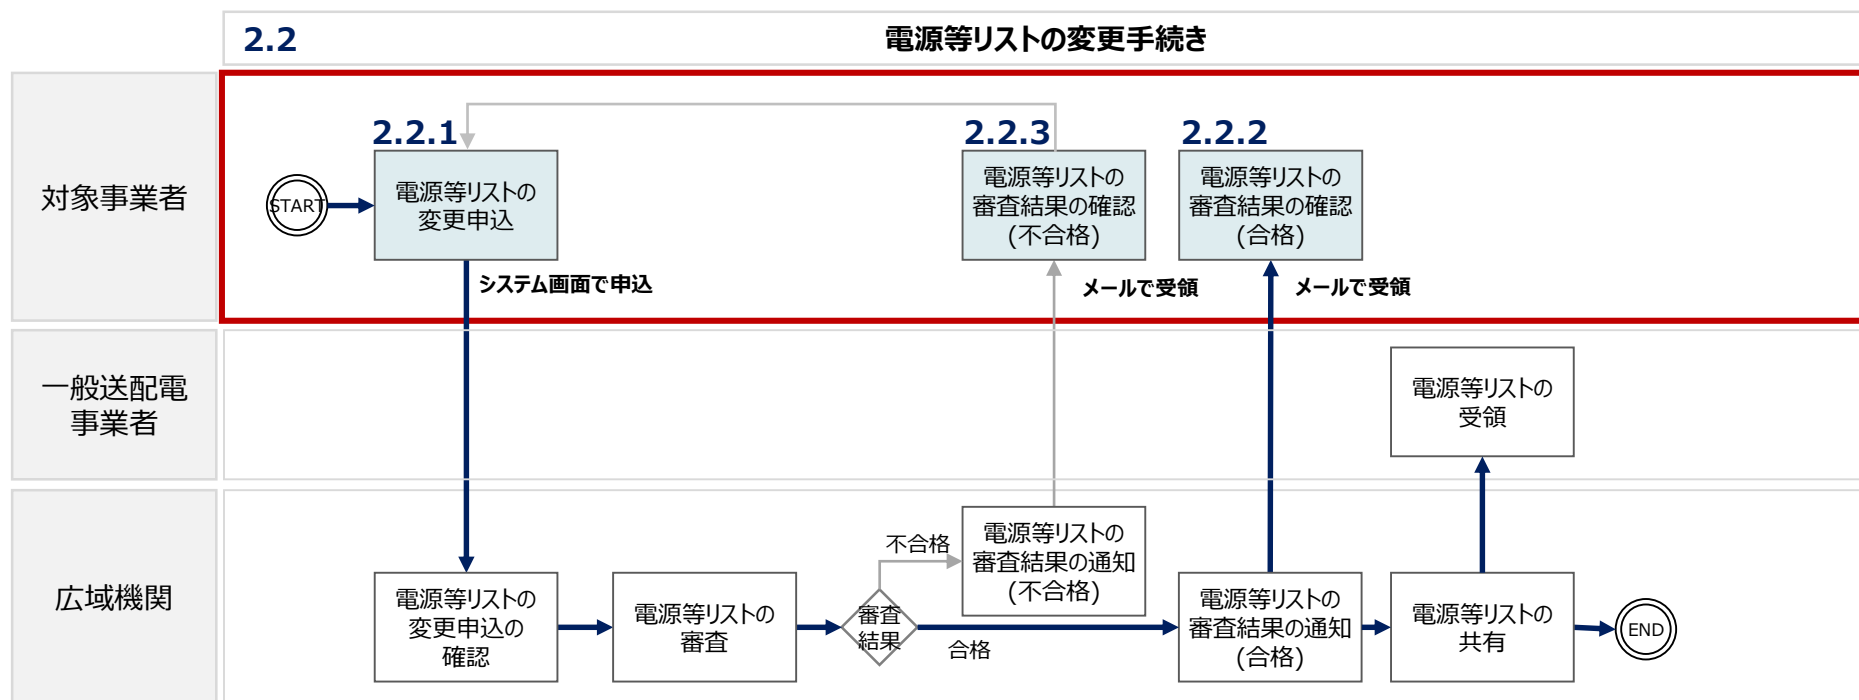 2.2
電源等リストの変更手続き
対象事業者
START
2.2.1
電源等リストの
変更申込
システム画面で申込
2.2.3
電源等リストの
審査結果の確認
(不合格)
メールで受領
2.2.2
電源等リストの
審査結果の確認
(合格)
メールで受領
一般送配電
事業者
電源等リストの
受領
広域機関
電源等リストの
変更申込の
確認
電源等リストの
審査
審査
結果
不合格
合格
電源等リストの
審査結果の通知
(不合格)
電源等リストの
審査結果の通知
(合格)
電源等リストの
共有
END